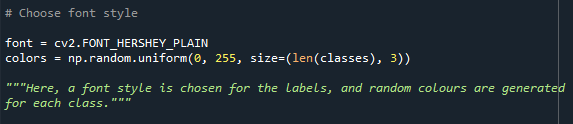 # Choose font style
font = cv2.FONT_HERSHEY_PLAIN
colors = np.random.uniform(0, 255, size=(len(classes), 3))
"""Here, a font style is chosen for the labels, and random colours are generated
for each class."""